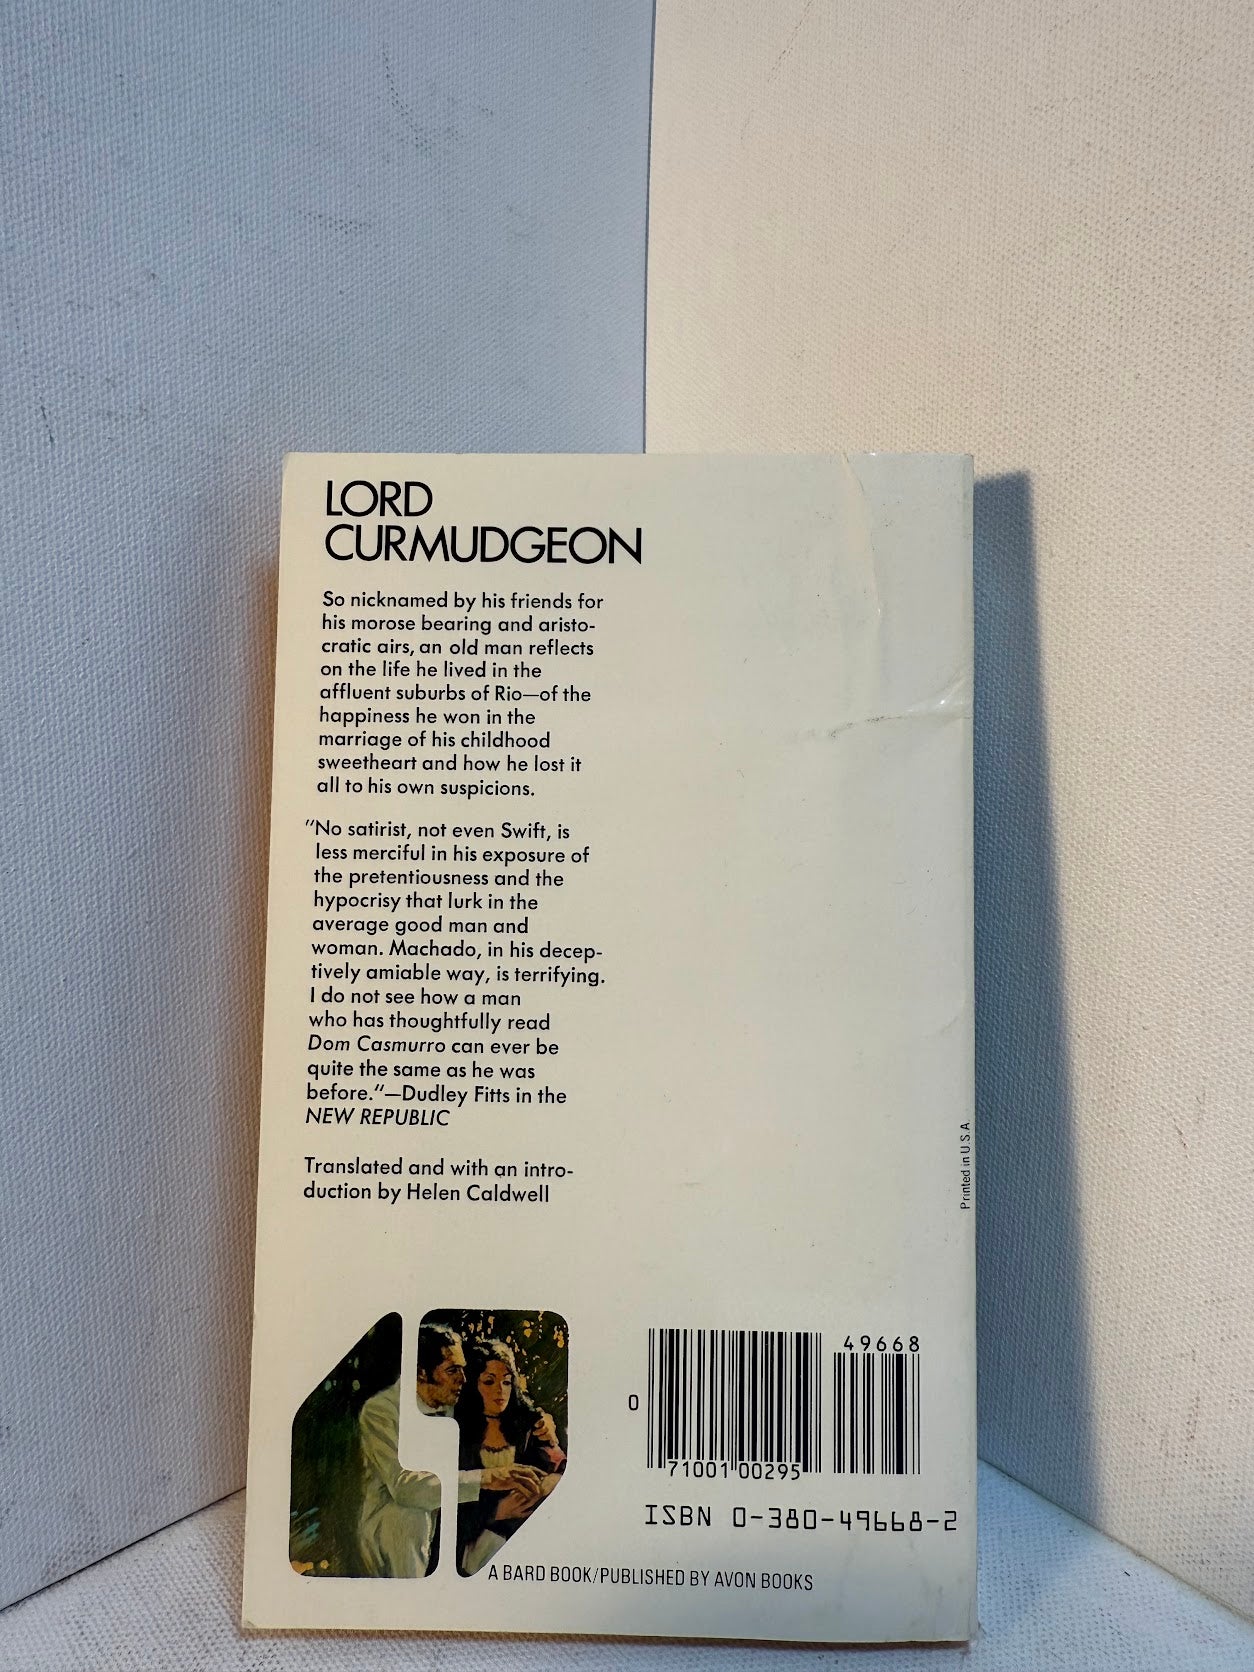 LORD
CURMUDGEON
So nicknamed by his friends for
his morose bearing and aristo-
cratic airs, an old man reflects
on the life he lived in the
affluent suburbs of Rio—of the
happiness he won in the
marriage of his childhood
sweetheart and how he lost it
all to his own suspicions.
"No satirist, not even Swift, is
less merciful in his exposure of
the pretentiousness and the
hypocrisy that lurk in the
average good man and
woman. Machado, in his decep-
tively amiable way, is terrifying.
I do not see how a man
who has thoughtfully read
Dom Casmurro can ever be
quite the same as he was
before."—Dudley Fitts in the
NEW REPUBLIC
Translated and with an intro-
duction by Helen Caldwell
Printed in U.S.A.
49668
0
71001 00295
ISBN 0-380-49668-2
A BARD BOOK/PUBLISHED BY AVON BOOKS